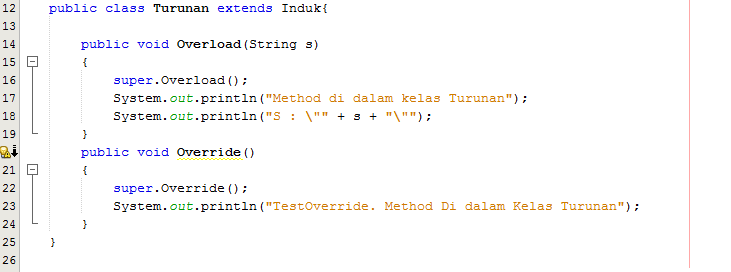 12 public class Turunan extends Induk{
13
14 public void Overload(String s)
15 {
16 super.Overload();
17 System.out.println("Method di dalam kelas Turunan");
18 System.out.println("S : \"" + s + "\"");
19 }
public void Override()
21 {
22 super.Override();
23 System.out.println("TestOverride. Method Di dalam Kelas Turunan");
24 }
25 }
26